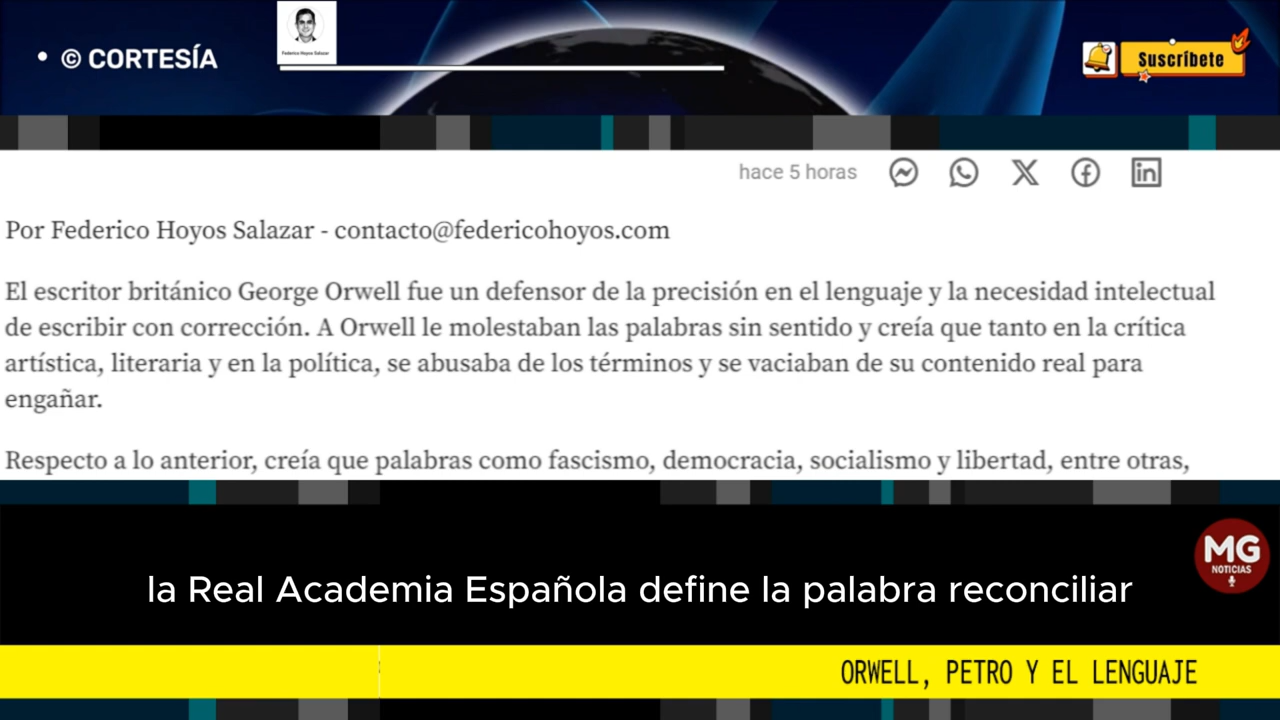 • © CORTESÍA
Federico Hoyos Salazar
Suscríbete
hace 5 horas
Por Federico Hoyos Salazar - contacto@federicohoyos.com
El escritor británico George Orwell fue un defensor de la precisión en el lenguaje y la necesidad intelectual
de escribir con corrección. A Orwell le molestaban las palabras sin sentido y creía que tanto en la crítica
artística, literaria y en la política, se abusaba de los términos y se vaciaban de su contenido real para
engañar.
Respecto a lo anterior, creía que palabras como fascismo, democracia, socialismo y libertad, entre otras,
MG
NOTICIAS
la Real Academia Española define la palabra reconciliar
ORWELL, PETRO Y EL LENGUAJE